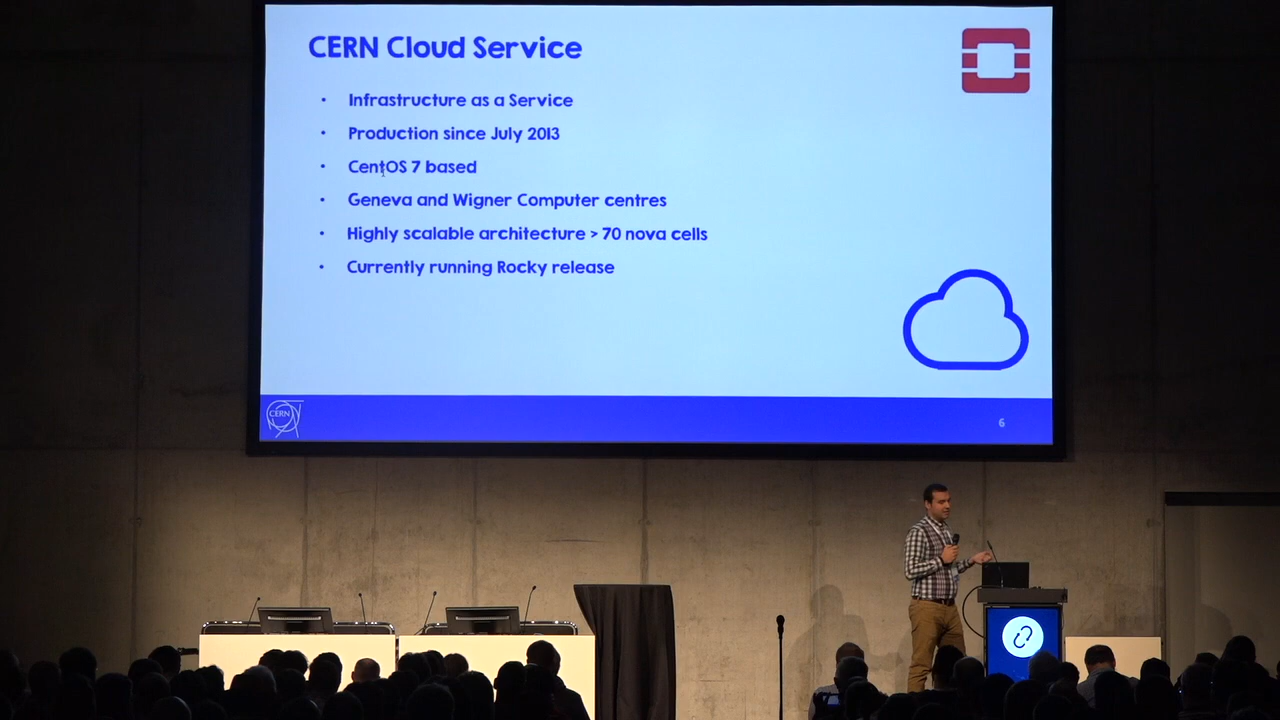 CERN Cloud Service
• Infrastructure as a Service
• Production since July 2013
• CentOS 7 based
• Geneva and Wigner Computer centres
• Highly scalable architecture > 70 nova cells
• Currently running Rocky release
CERN
6